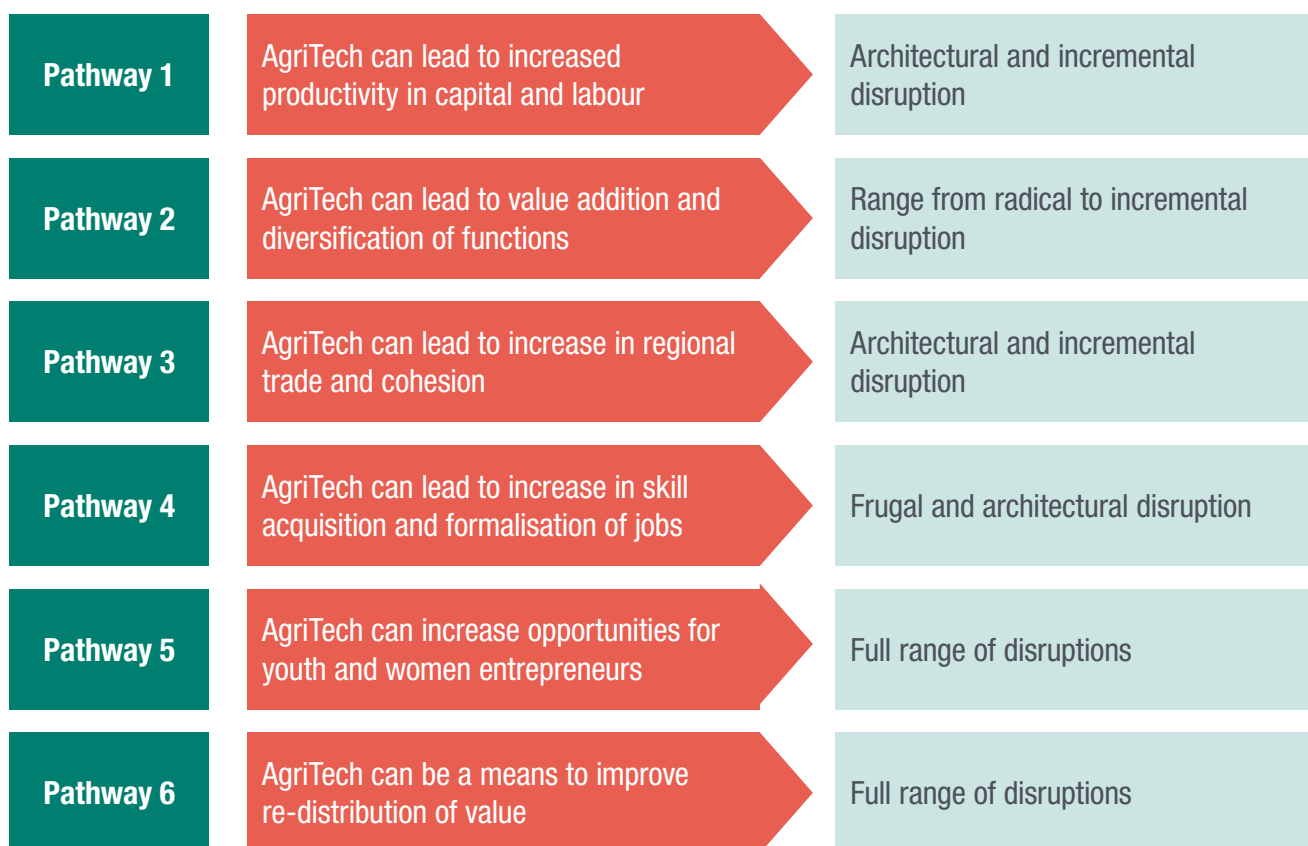 Pathway 1
AgriTech can lead to increased
productivity in capital and labour
Architectural and incremental
disruption
Pathway 2
AgriTech can lead to value addition and
diversification of functions
Range from radical to incremental
disruption
Pathway 3
AgriTech can lead to increase in regional
trade and cohesion
Architectural and incremental
disruption
Pathway 4
AgriTech can lead to increase in skill
acquisition and formalisation of jobs
Frugal and architectural disruption
Pathway 5
AgriTech can increase opportunities for
youth and women entrepreneurs
Full range of disruptions
Pathway 6
AgriTech can be a means to improve
re-distribution of value
Full range of disruptions